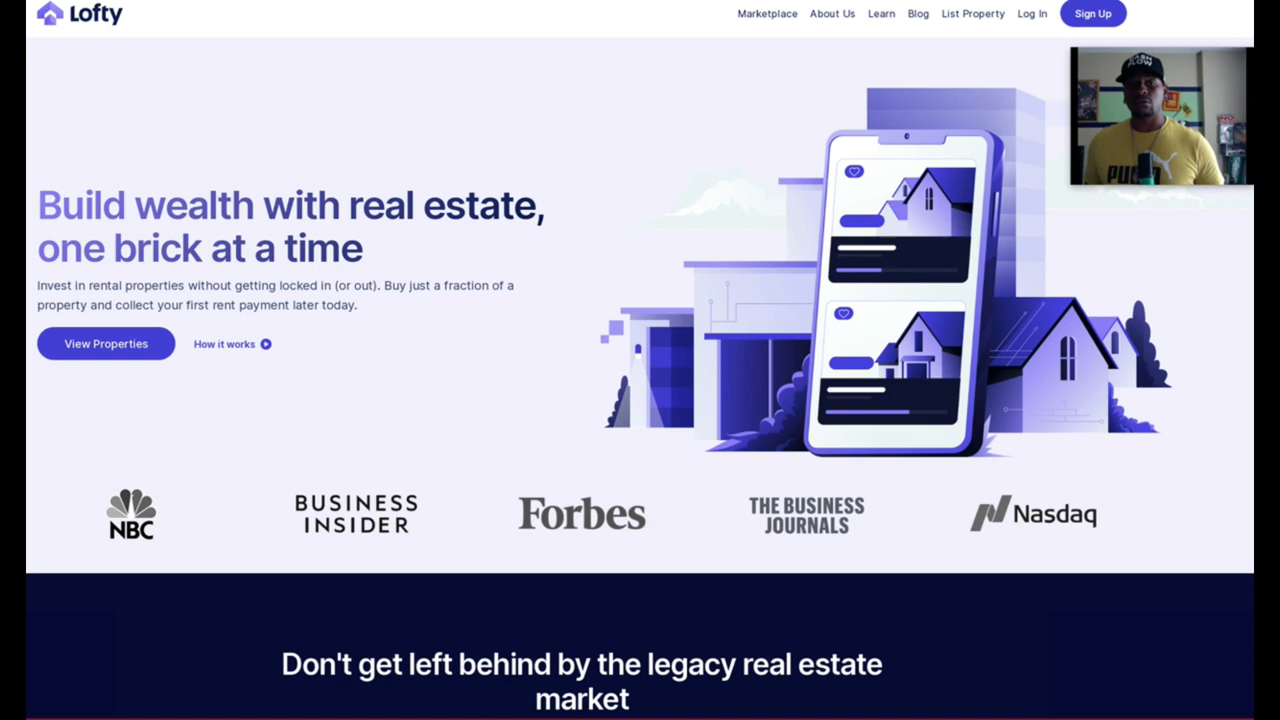 Lofty
Marketplace About Us Learn Blog List Property Log In Sign Up
CASH
FLOW
Build wealth with real estate,
one brick at a time
Invest in rental properties without getting locked in (or out). Buy just a fraction of a
property and collect your first rent payment later today.
View Properties How it works
NBC
BUSINESS
INSIDER
Forbes
THE BUSINESS
JOURNALS
Nasdaq
Don't get left behind by the legacy real estate
market